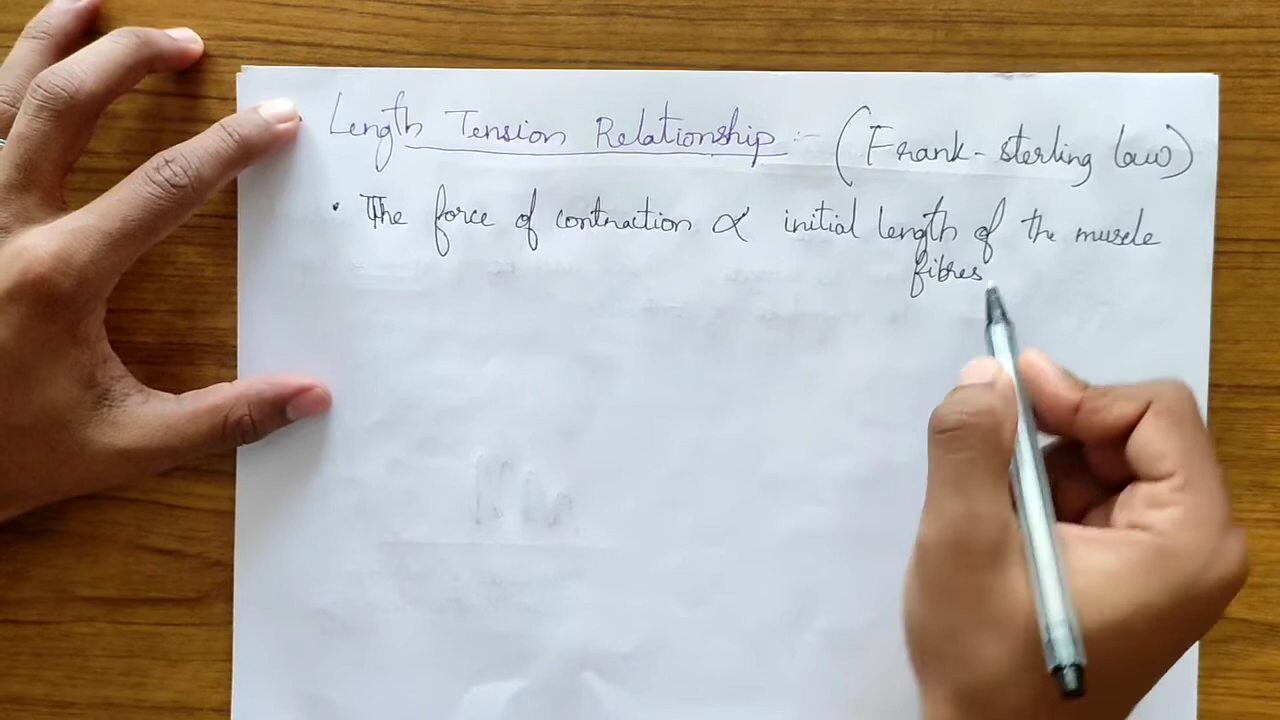 Length Tension Relationship :- (Frank-sterling law)
• The force of contraction ∝ initial length of the muscle
fibres